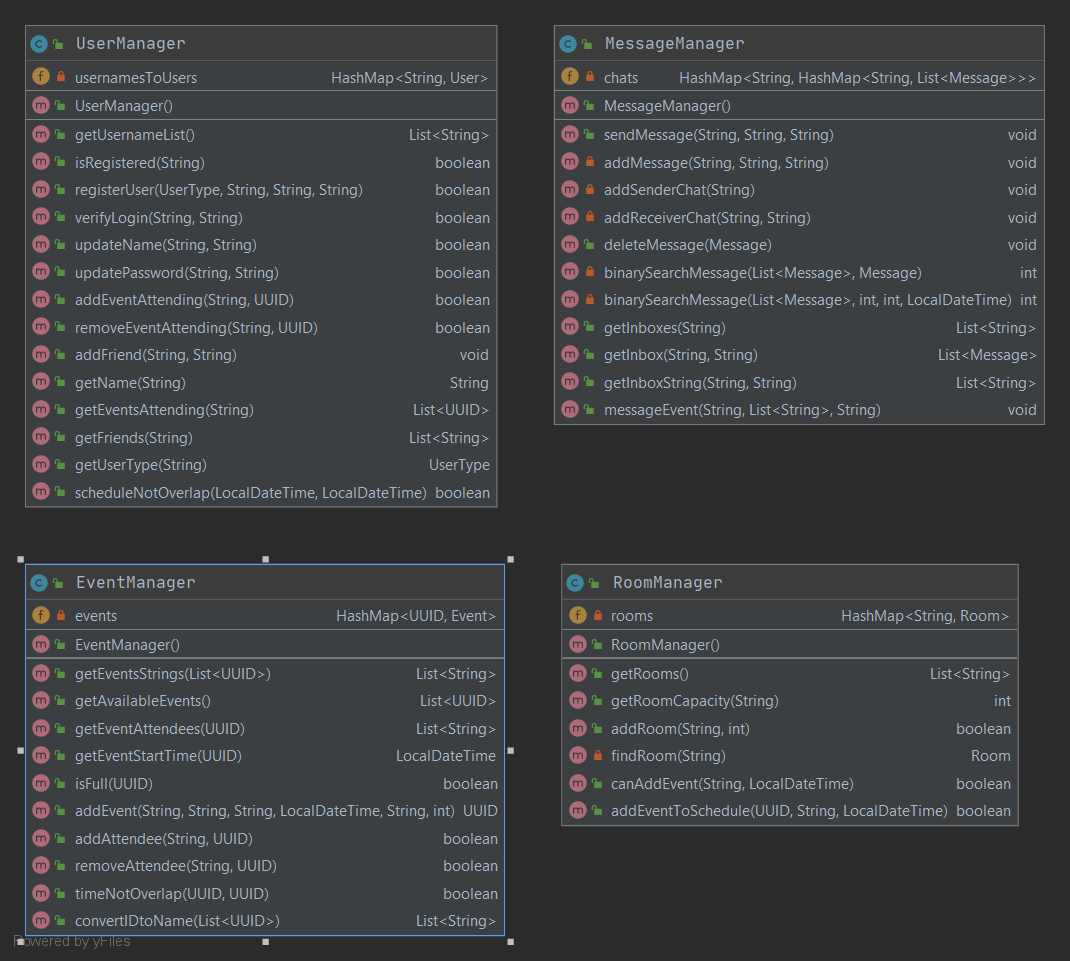 UserManager
usernamesToUsers HashMap<String, User>
UserManager()
getUsernameList() List<String>
isRegistered(String) boolean
registerUser(UserType, String, String, String) boolean
verifyLogin(String, String) boolean
updateName(String, String) boolean
updatePassword(String, String) boolean
addEventAttending(String, UUID) boolean
removeEventAttending(String, UUID) boolean
addFriend(String, String) void
getName(String) String
getEventsAttending(String) List<UUID>
getFriends(String) List<String>
getUserType(String) UserType
scheduleNotOverlap(LocalDateTime, LocalDateTime) boolean
MessageManager
chats HashMap<String, HashMap<String, List<Message>>>
MessageManager()
sendMessage(String, String, String) void
addMessage(String, String, String) void
addSenderChat(String) void
addReceiverChat(String, String) void
deleteMessage(Message) void
binarySearchMessage(List<Message>, Message) int
binarySearchMessage(List<Message>, int, int, LocalDateTime) int
getInboxes(String) List<String>
getInbox(String, String) List<Message>
getInboxString(String, String) List<String>
messageEvent(String, List<String>, String) void
EventManager
events HashMap<UUID, Event>
EventManager()
getEventsStrings(List<UUID>) List<String>
getAvailableEvents() List<UUID>
getEventAttendees(UUID) List<String>
getEventStartTime(UUID) LocalDateTime
isFull(UUID) boolean
addEvent(String, String, String, LocalDateTime, String, int) UUID
addAttendee(String, UUID) boolean
removeAttendee(String, UUID) boolean
timeNotOverlap(UUID, UUID) boolean
convertIDtoName(List<UUID>) List<String>
RoomManager
rooms HashMap<String, Room>
RoomManager()
getRooms() List<String>
getRoomCapacity(String) int
addRoom(String, int) boolean
findRoom(String) Room
canAddEvent(String, LocalDateTime) boolean
addEventToSchedule(UUID, String, LocalDateTime) boolean
Powered by yFiles